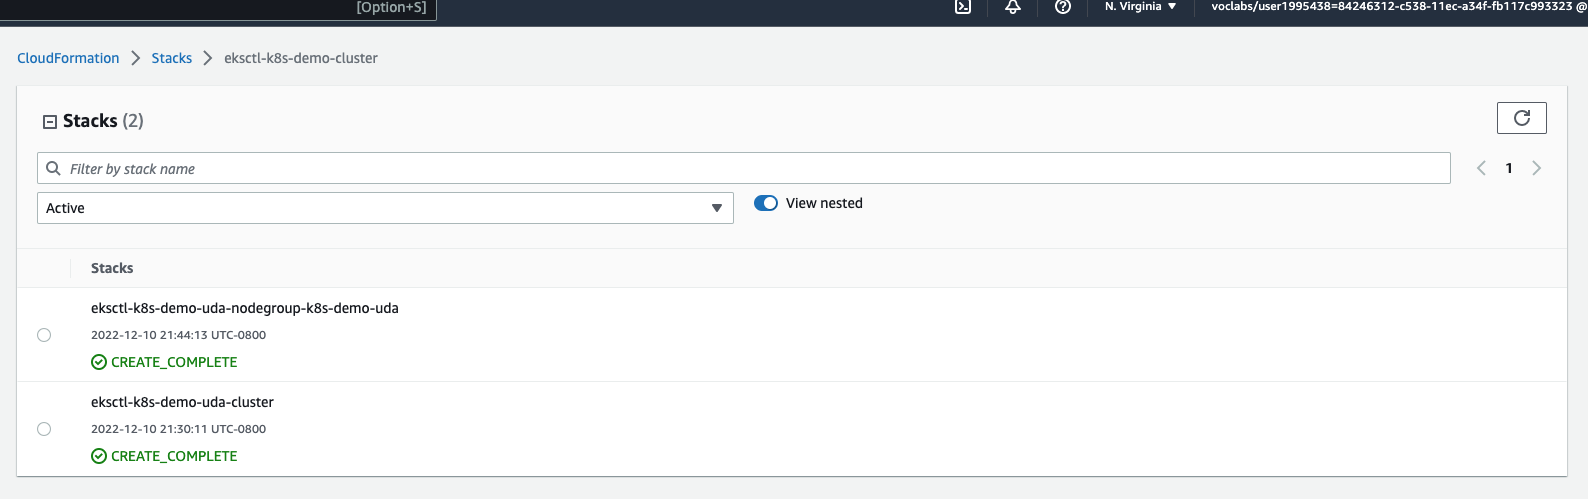 [Option+S]
N. Virginia
voclabs/user1995438=84246312-c538-11ec-a34f-fb117c993323 @
CloudFormation > Stacks > eksctl-k8s-demo-cluster
Stacks (2)
Filter by stack name
1
Active
View nested
Stacks
eksctl-k8s-demo-uda-nodegroup-k8s-demo-uda
2022-12-10 21:44:13 UTC-0800
CREATE_COMPLETE
eksctl-k8s-demo-uda-cluster
2022-12-10 21:30:11 UTC-0800
CREATE_COMPLETE